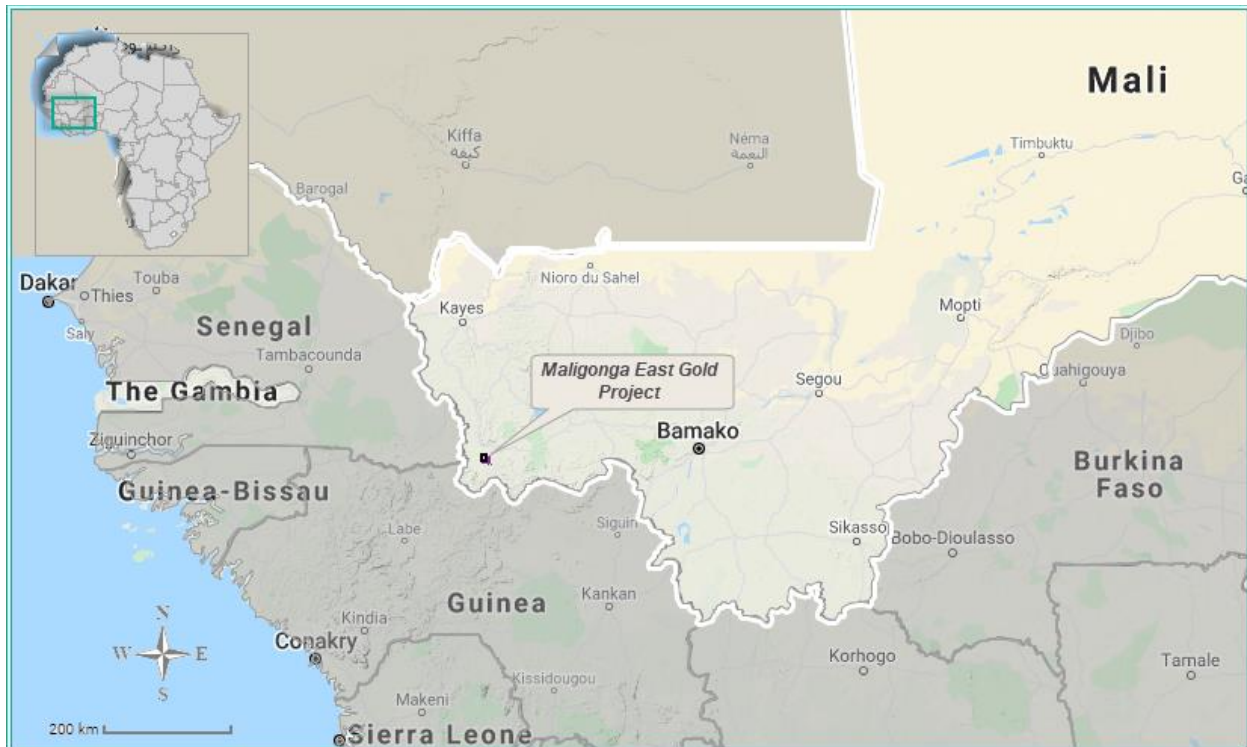 Mali
Kiffa
كيفه
Néma
النعمة
Timbuktu
Barogal
Nioro du Sahel
Dakar
Touba
Thies
Saly
Senegal
Tambacounda
Kayes
Mopti
Djibo
Ouahigouya
The Gambia
Maligonga East Gold
Project
Segou
Ziguinchor
Bamako
Guinea-Bissau
Burkina
Faso
Labe
Siguin
Sikasso
Bobo-Dioulasso
Guinea
Kankan
N
W
E
S
Kindia
Conakry
Korhogo
Tamale
Kissidougou
Makeni
200 km
Sierra Leone